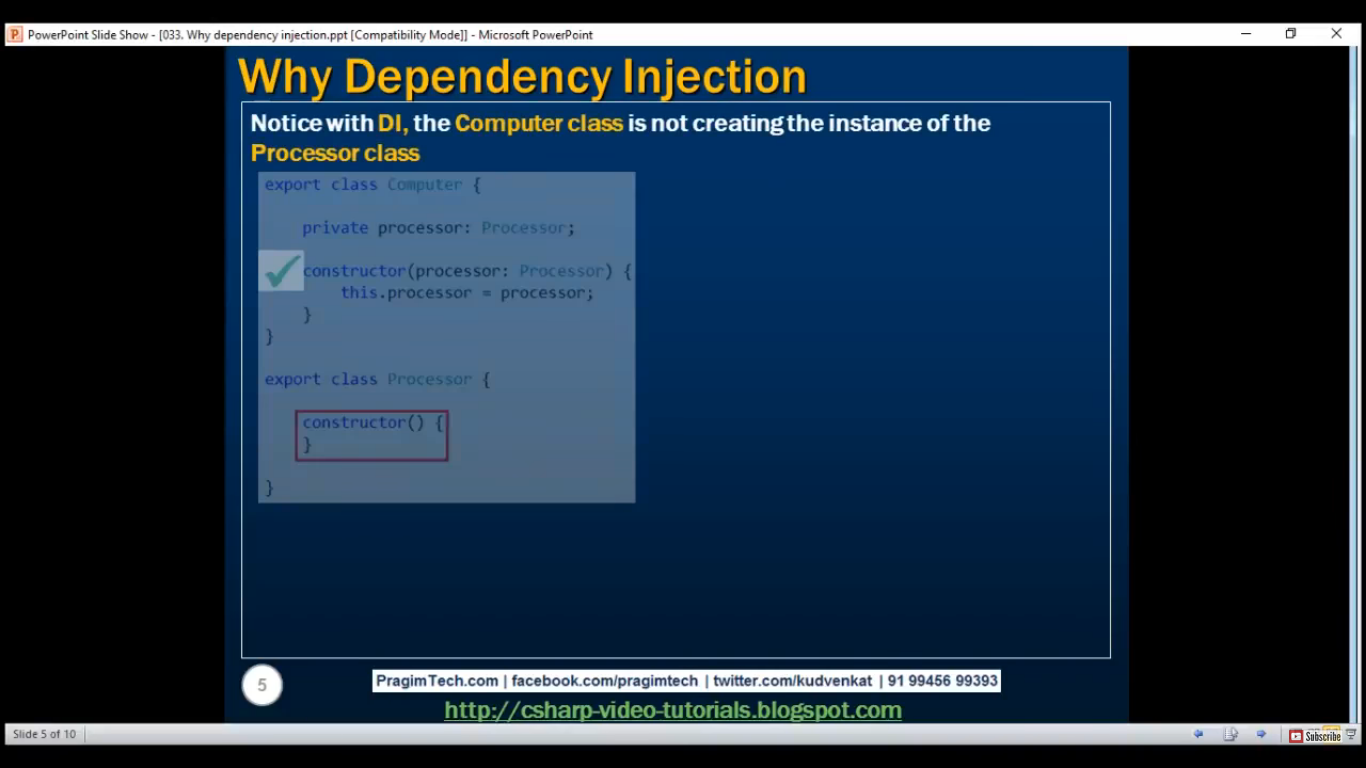 PowerPoint Slide Show - [033. Why dependency injection.ppt [Compatibility Mode]] - Microsoft PowerPoint
Why Dependency Injection
Notice with DI, the Computer class is not creating the instance of the
Processor class
export class Computer {
private processor: Processor;
constructor(processor: Processor) {
this.processor = processor;
}
}
export class Processor {
constructor() {
}
}
5
PragimTech.com | facebook.com/pragimtech | twitter.com/kudvenkat | 91 99456 99393
http://csharp-video-tutorials.blogspot.com
Slide 5 of 10
Subscribe